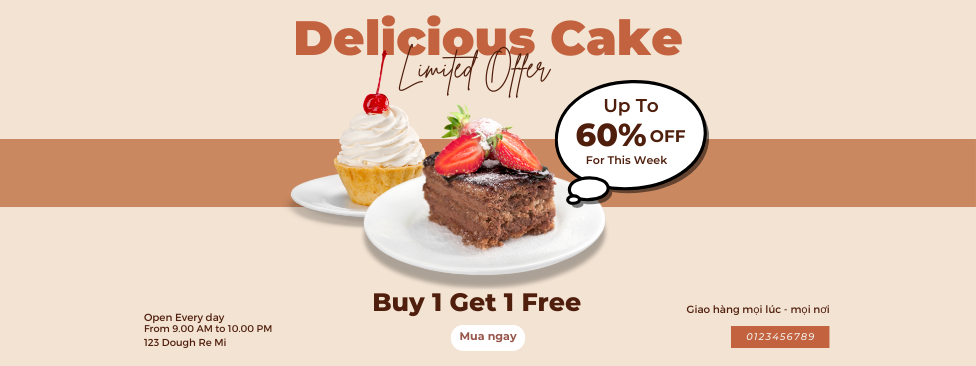 Delicious Cake
Limited Offer
Up To
60% OFF
For This Week
Buy 1 Get 1 Free
Mua ngay
Open Every day
From 9.00 AM to 10.00 PM
123 Dough Re Mi
Giao hàng mọi lúc - mọi nơi
0123456789